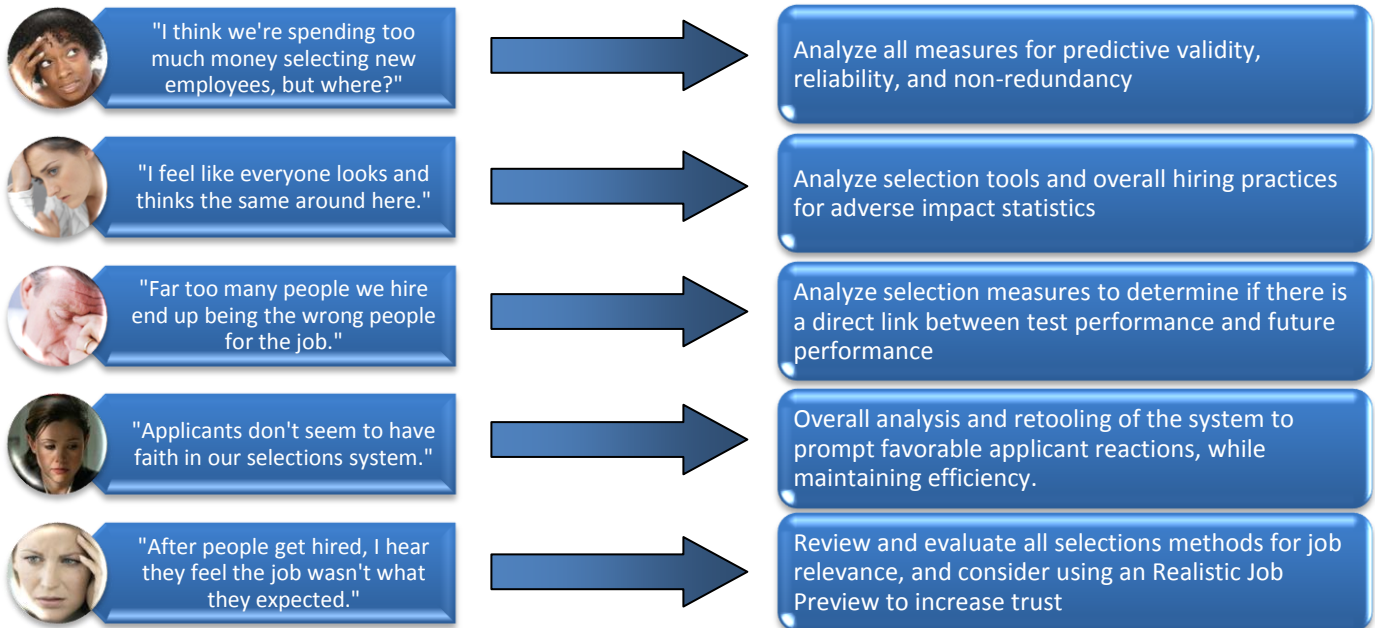 "I think we're spending too
much money selecting new
employees, but where?"
Analyze all measures for predictive validity,
reliability, and non-redundancy
"I feel like everyone looks and
thinks the same around here."
Analyze selection tools and overall hiring practices
for adverse impact statistics
"Far too many people we hire
end up being the wrong people
for the job."
Analyze selection measures to determine if there is
a direct link between test performance and future
performance
"Applicants don't seem to have
faith in our selections system."
Overall analysis and retooling of the system to
prompt favorable applicant reactions, while
maintaining efficiency.
"After people get hired, I hear
they feel the job wasn't what
they expected."
Review and evaluate all selections methods for job
relevance, and consider using an Realistic Job
Preview to increase trust